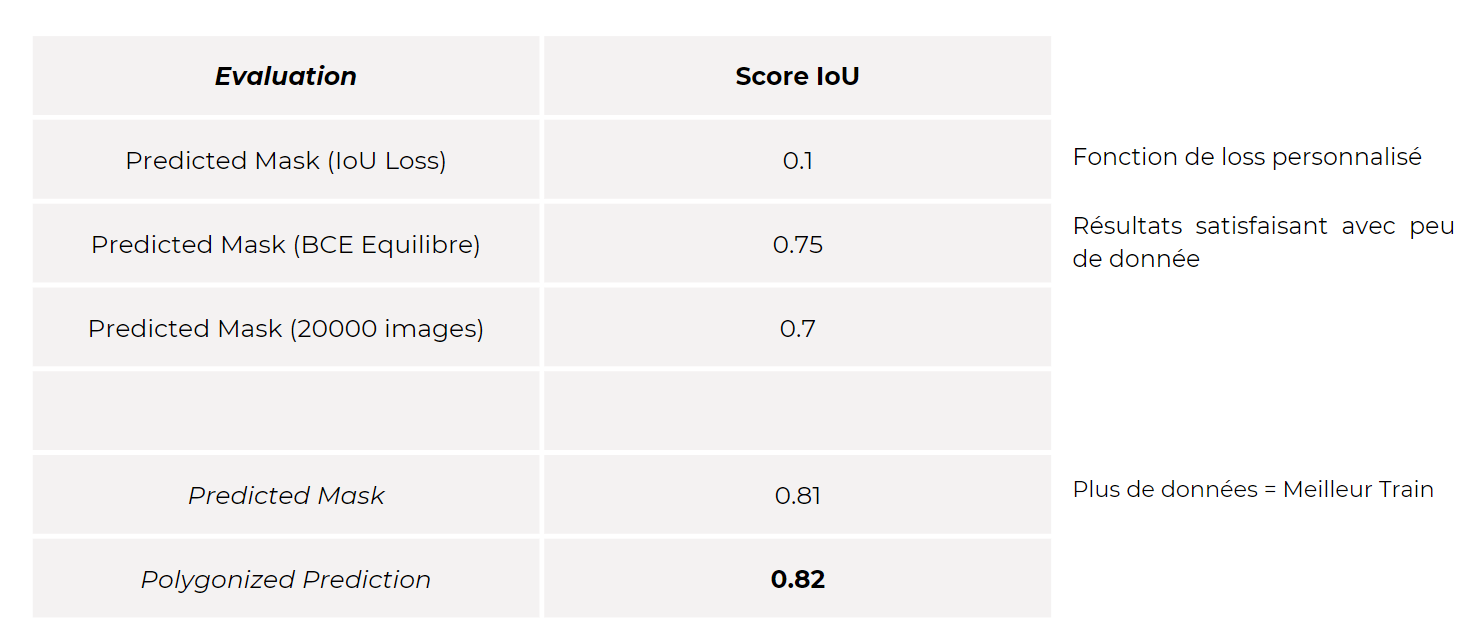 Evaluation
Score IoU
Predicted Mask (IoU Loss)
0.1
Fonction de loss personnalisé
Predicted Mask (BCE Equilibre)
0.75
Résultats satisfaisant avec peu
de donnée
Predicted Mask (20000 images)
0.7
Predicted Mask
0.81
Plus de données = Meilleur Train
Polygonized Prediction
0.82